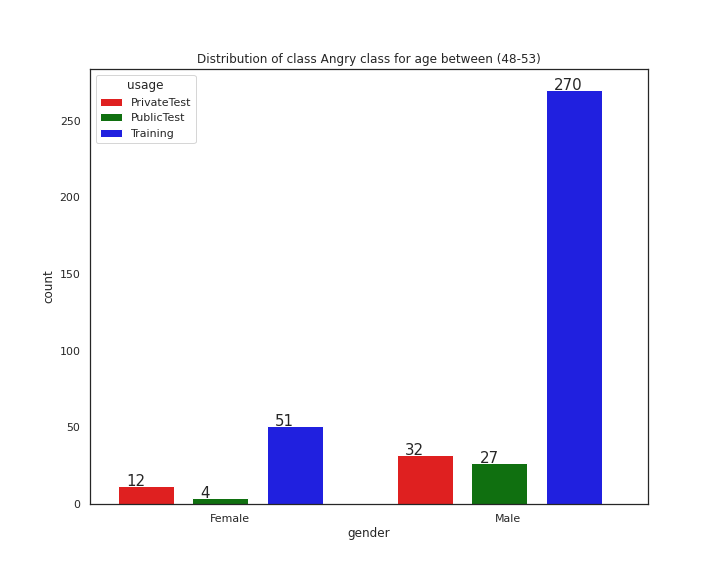 Distribution of class Angry class for age between (48-53)
usage
PrivateTest
PublicTest
Training
270
250
200
150
100
50
0
count
12
4
51
32
27
Female
Male
gender